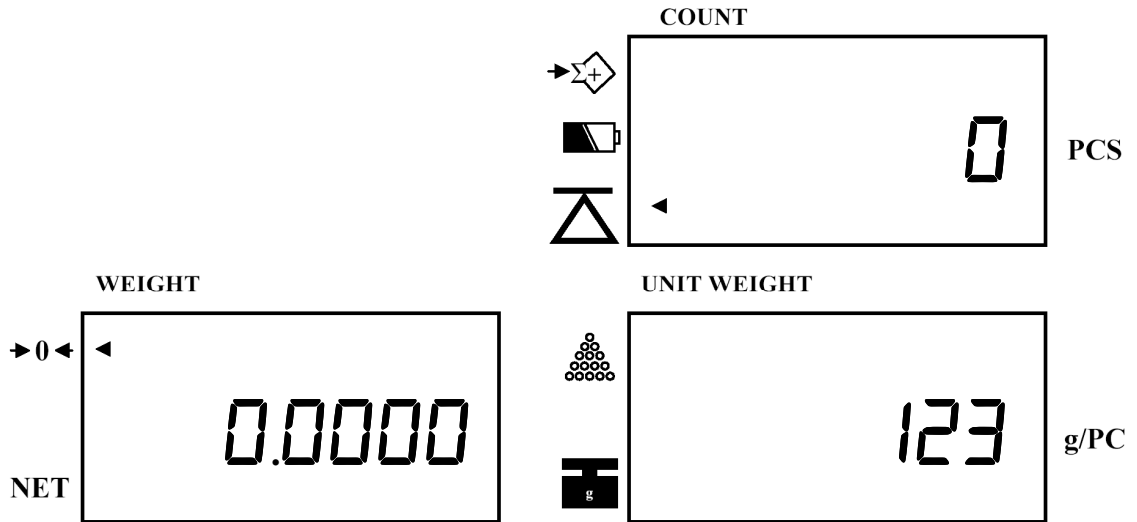 COUNT
Σ+
0
PCS
WEIGHT
UNIT WEIGHT
0
0.0000
123
g/PC
NET
g